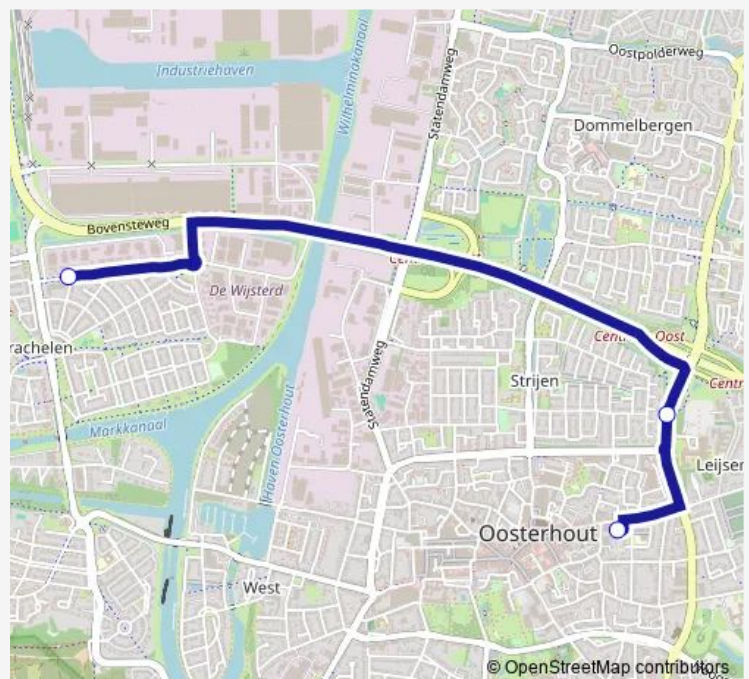 Oostpolderweg
Industriehaven
Wilhelminakanaal
Statendamweg
Dommelbergen
Bovensteweg
De Wijsterd
rachelen
Oost
Centr
Strijen
Statendamweg
Markkanaal
Haven Oosterhout
Leijsen
Oosterhout
West
© OpenStreetMap contributors